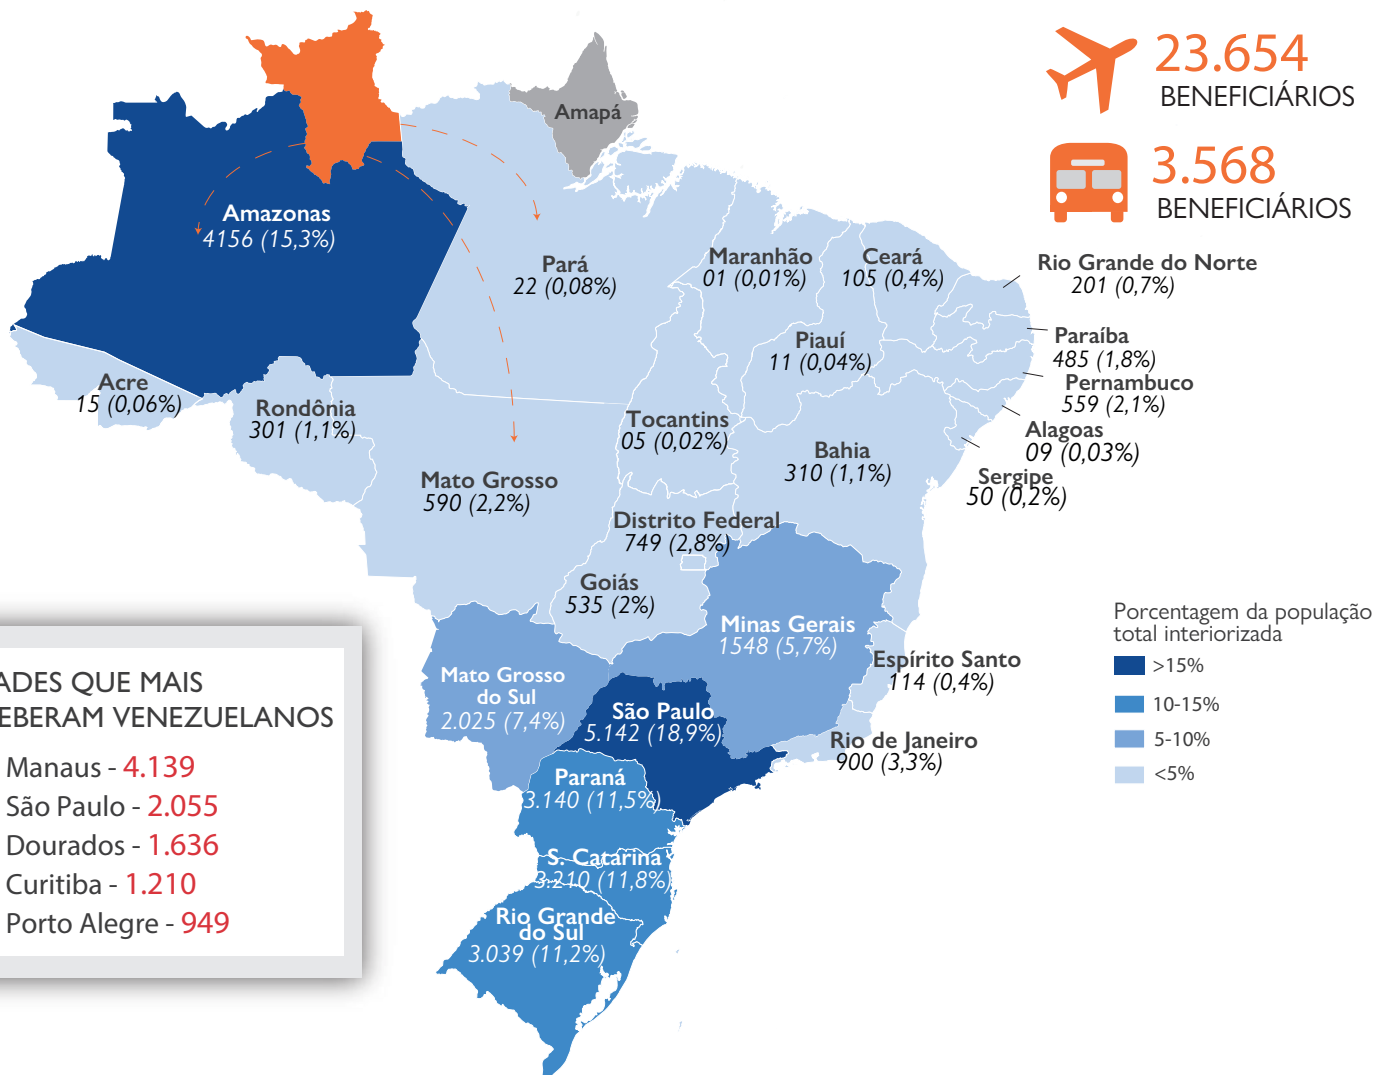 23.654
BENEFICIÁRIOS
3.568
BENEFICIÁRIOS
Amapá
Amazonas
4156 (15,3%)
Pará
22 (0,08%)
Maranhão
01 (0,01%)
Ceará
105 (0,4%)
Rio Grande do Norte
201 (0,7%)
Piauí
11 (0,04%)
Paraíba
485 (1,8%)
Pernambuco
559 (2,1%)
Acre
15 (0,06%)
Rondônia
301 (1,1%)
Tocantins
05 (0,02%)
Alagoas
09 (0,03%)
Bahia
310 (1,1%)
Sergipe
50 (0,2%)
Mato Grosso
590 (2,2%)
Distrito Federal
749 (2,8%)
Goiás
535 (2%)
Minas Gerais
1548 (5,7%)
Espírito Santo
114 (0,4%)
Mato Grosso
do Sul
2.025 (7,4%)
São Paulo
5.142 (18,9%)
Rio de Janeiro
900 (3,3%)
Paraná
3.140 (11,5%)
S. Catarina
3.210 (11,8%)
Rio Grande
do Sul
3.039 (11,2%)
Porcentagem da população
total interiorizada
>15%
10-15%
5-10%
<5%
ADES QUE MAIS
EBERAM VENEZUELANOS
Manaus - 4.139
São Paulo - 2.055
Dourados - 1.636
Curitiba - 1.210
Porto Alegre - 949